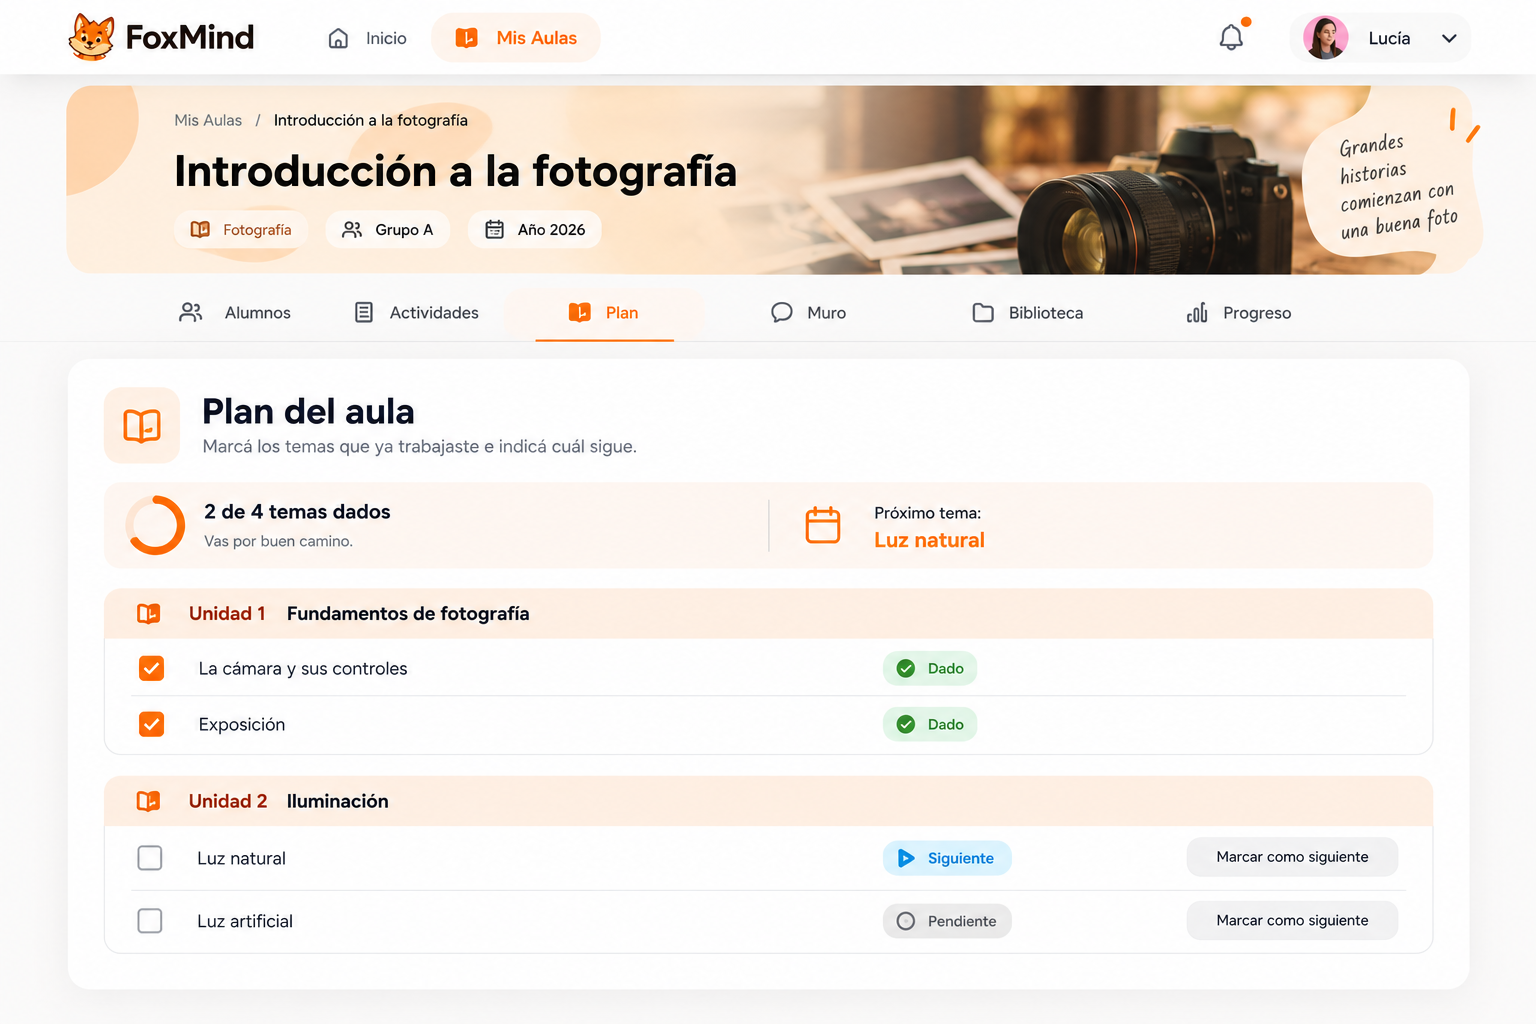 FoxMind
Inicio
Mis Aulas
Lucía
Mis Aulas / Introducción a la fotografía
Introducción a la fotografía
Fotografía
Grupo A
Año 2026
Grandes
historias
comienzan con
una buena foto
Alumnos
Actividades
Plan
Muro
Biblioteca
Progreso
Plan del aula
Marcá los temas que ya trabajaste e indicá cuál sigue.
2 de 4 temas dados
Vas por buen camino.
Próximo tema:
Luz natural
Unidad 1 Fundamentos de fotografía
La cámara y sus controles
Dado
Exposición
Dado
Unidad 2 Iluminación
Luz natural
Siguiente
Marcar como siguiente
Luz artificial
Pendiente
Marcar como siguiente